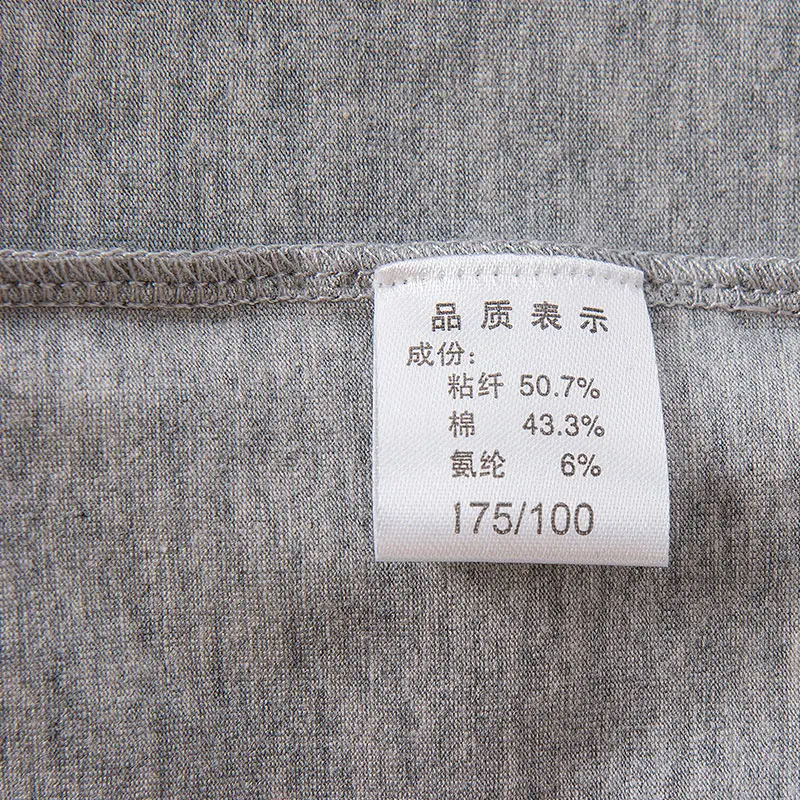 品质表示
成份:
粘纤 50.7%
棉 43.3%
氨纶 6%
175/100